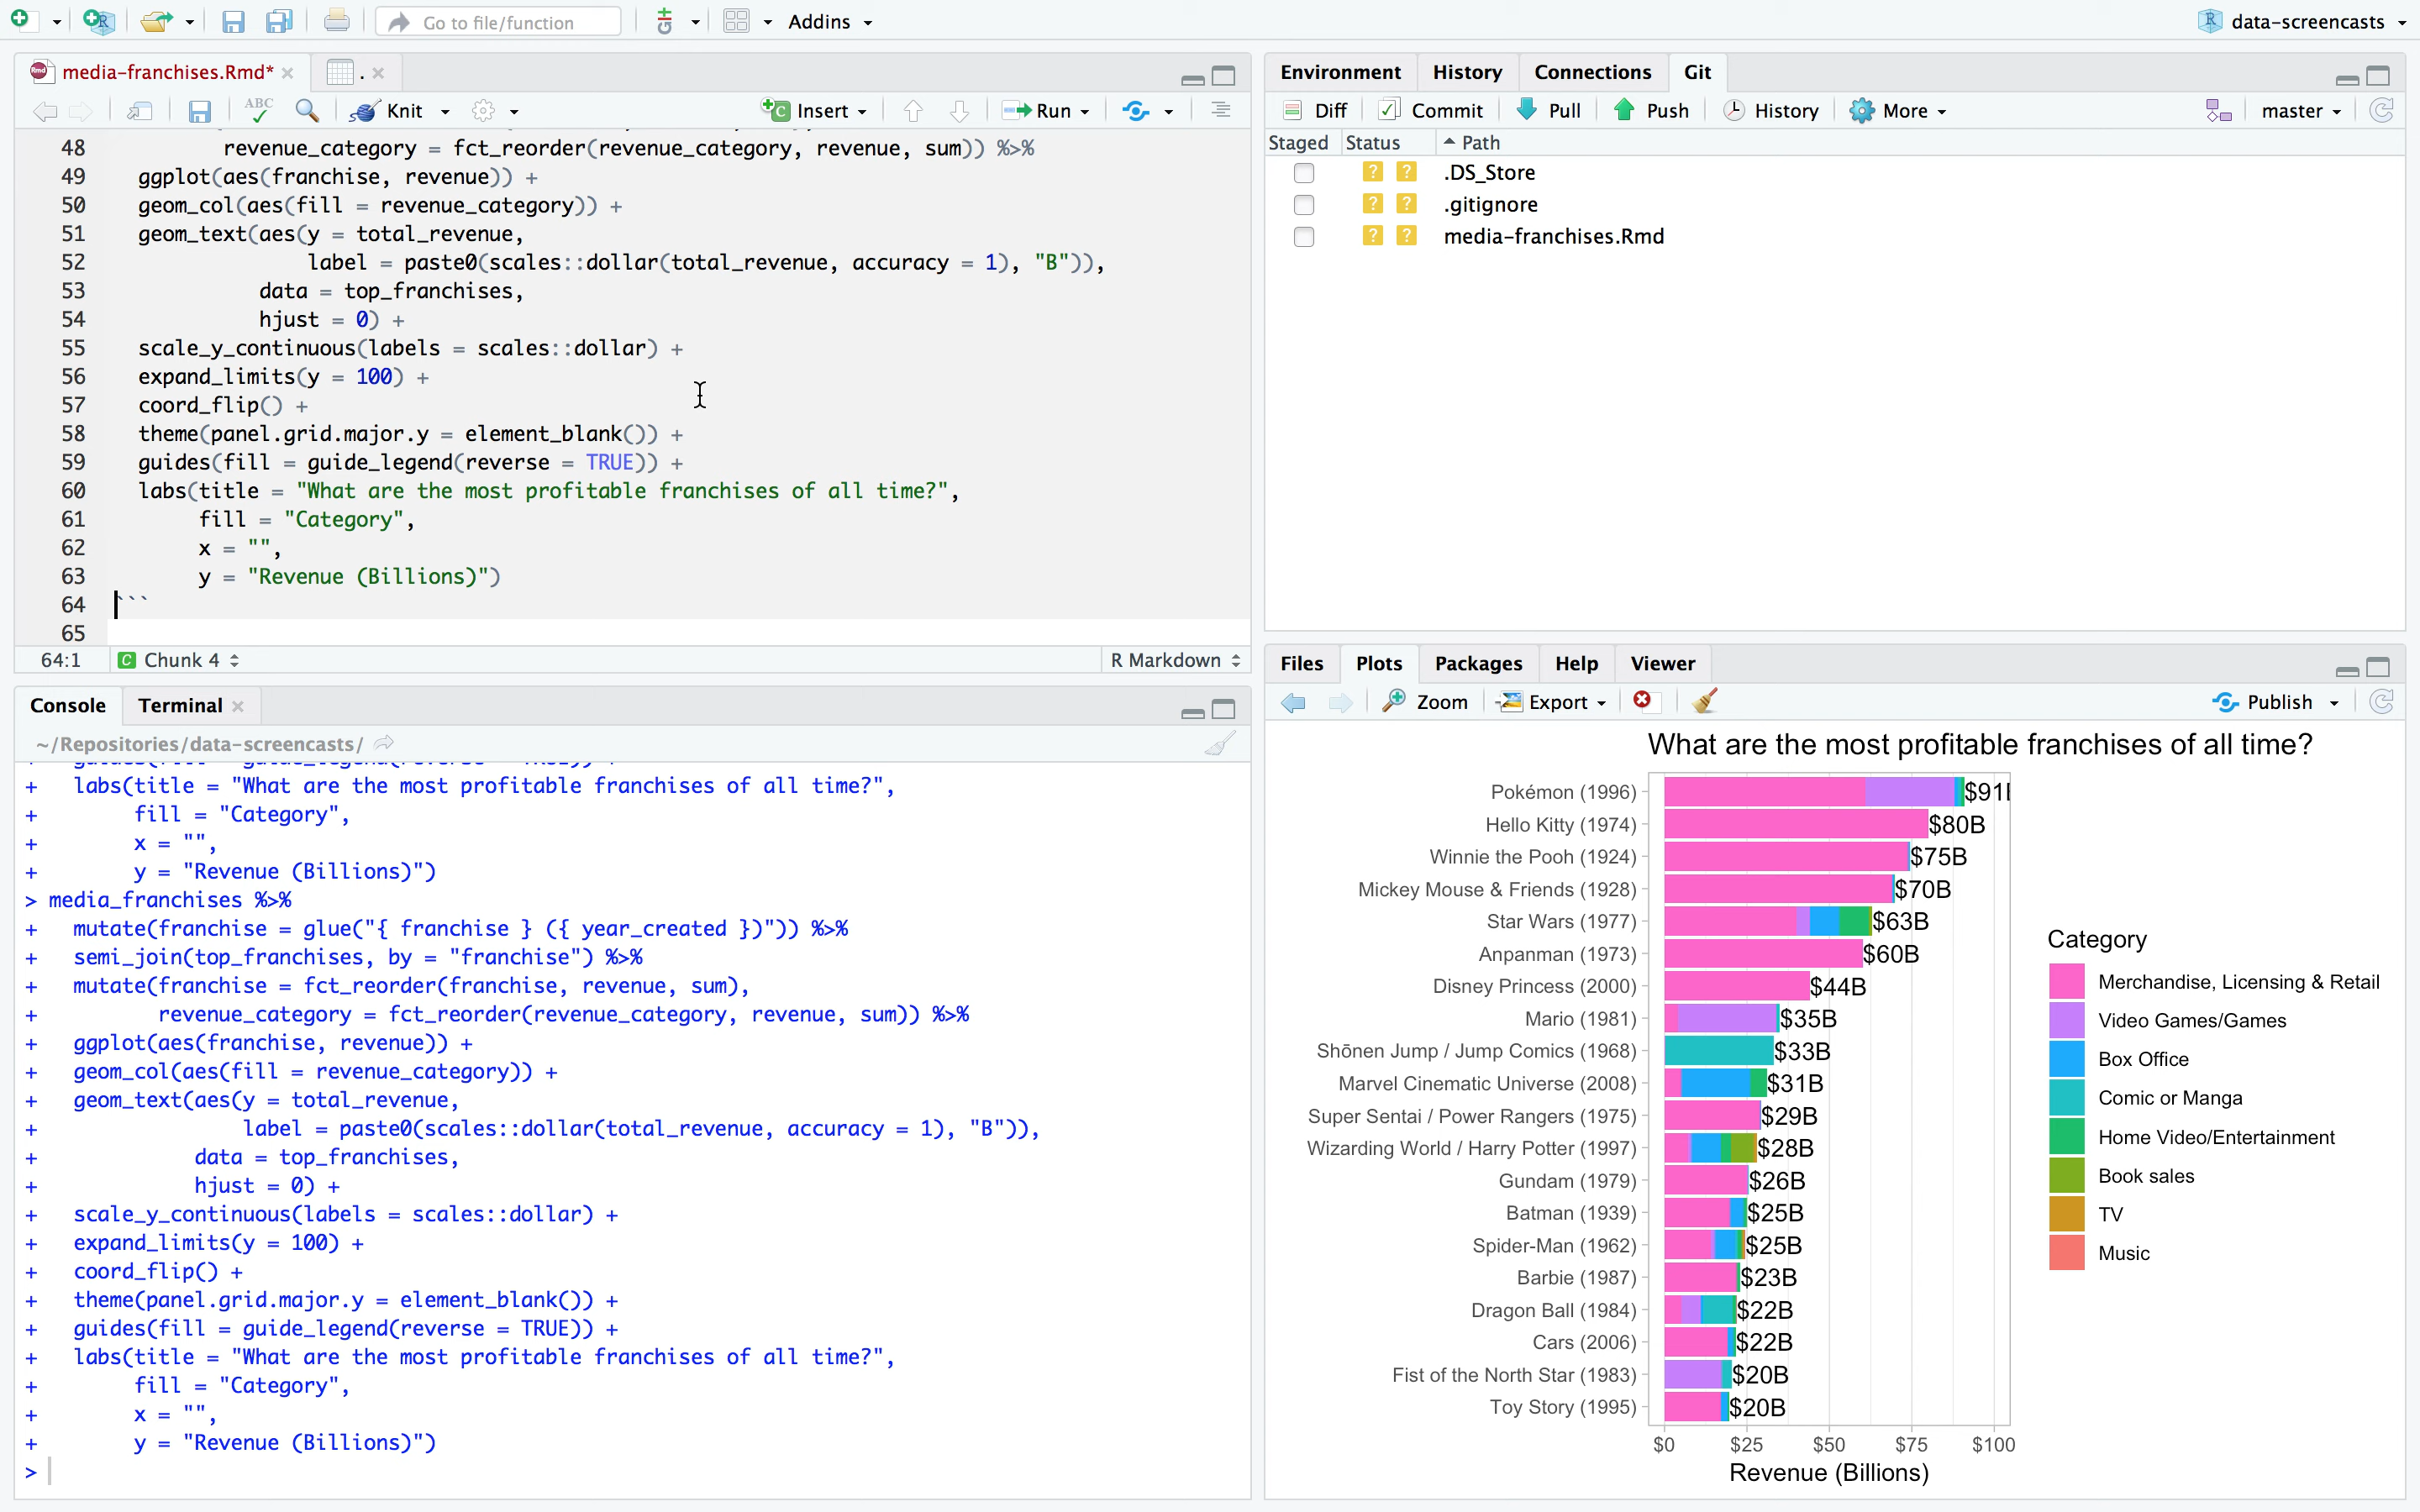 Go to file/function
Addins
data-screencasts
media-franchises.Rmd*
.
ABC
Knit
Insert
Run
48 revenue_category = fct_reorder(revenue_category, revenue, sum)) %>%
49 ggplot(aes(franchise, revenue)) +
50 geom_col(aes(fill = revenue_category)) +
51 geom_text(aes(y = total_revenue,
52 label = paste0(scales::dollar(total_revenue, accuracy = 1), "B")),
53 data = top_franchises,
54 hjust = 0) +
55 scale_y_continuous(labels = scales::dollar) +
56 expand_limits(y = 100) +
57 coord_flip() +
58 theme(panel.grid.major.y = element_blank()) +
59 guides(fill = guide_legend(reverse = TRUE)) +
60 labs(title = "What are the most profitable franchises of all time?",
61 fill = "Category",
62 x = "",
63 y = "Revenue (Billions)")
64 ```
65
64:1 Chunk 4 R Markdown
Console Terminal
~/Repositories/data-screencasts/
+ labs(title = "What are the most profitable franchises of all time?",
+ fill = "Category",
+ x = "",
+ y = "Revenue (Billions)")
> media_franchises %>%
+ mutate(franchise = glue("{ franchise } ({ year_created })")) %>%
+ semi_join(top_franchises, by = "franchise") %>%
+ mutate(franchise = fct_reorder(franchise, revenue, sum),
+ revenue_category = fct_reorder(revenue_category, revenue, sum)) %>%
+ ggplot(aes(franchise, revenue)) +
+ geom_col(aes(fill = revenue_category)) +
+ geom_text(aes(y = total_revenue,
+ label = paste0(scales::dollar(total_revenue, accuracy = 1), "B")),
+ data = top_franchises,
+ hjust = 0) +
+ scale_y_continuous(labels = scales::dollar) +
+ expand_limits(y = 100) +
+ coord_flip() +
+ theme(panel.grid.major.y = element_blank()) +
+ guides(fill = guide_legend(reverse = TRUE)) +
+ labs(title = "What are the most profitable franchises of all time?",
+ fill = "Category",
+ x = "",
+ y = "Revenue (Billions)")
>
Environment History Connections Git
Diff Commit Pull Push History More master
Staged Status Path
? ? .DS_Store
? ? .gitignore
? ? media-franchises.Rmd
Files Plots Packages Help Viewer
Zoom Export Publish
What are the most profitable franchises of all time?
Pokémon (1996) $91
Hello Kitty (1974) $80B
Winnie the Pooh (1924) $75B
Mickey Mouse & Friends (1928) $70B
Star Wars (1977) $63B
Anpanman (1973) $60B
Disney Princess (2000) $44B
Mario (1981) $35B
Shōnen Jump / Jump Comics (1968) $33B
Marvel Cinematic Universe (2008) $31B
Super Sentai / Power Rangers (1975) $29B
Wizarding World / Harry Potter (1997) $28B
Gundam (1979) $26B
Batman (1939) $25B
Spider-Man (1962) $25B
Barbie (1987) $23B
Dragon Ball (1984) $22B
Cars (2006) $22B
Fist of the North Star (1983) $20B
Toy Story (1995) $20B
$0 $25 $50 $75 $100
Revenue (Billions)
Category
Merchandise, Licensing & Retail
Video Games/Games
Box Office
Comic or Manga
Home Video/Entertainment
Book sales
TV
Music